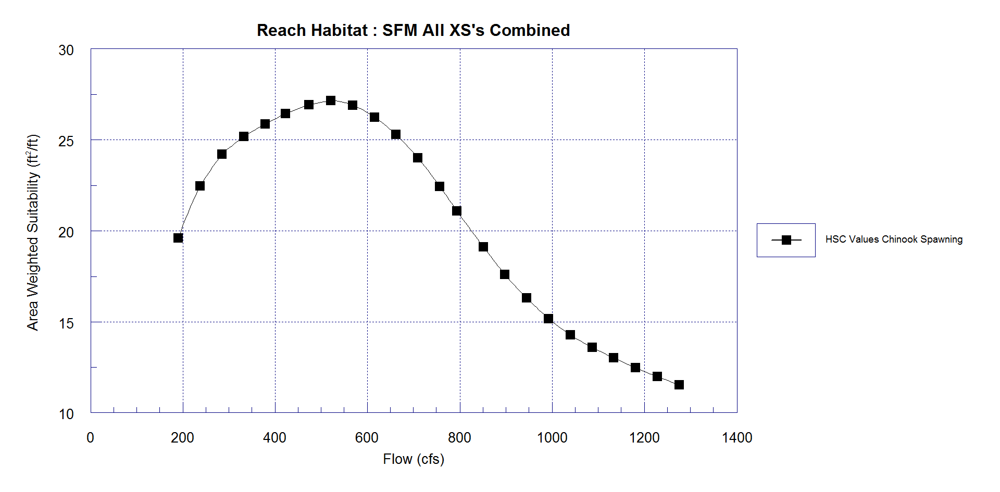 Reach Habitat : SFM All XS's Combined
30
25
20
15
10
Area Weighted Suitability (ft²/ft)
0 200 400 600 800 1000 1200 1400
Flow (cfs)
HSC Values Chinook Spawning